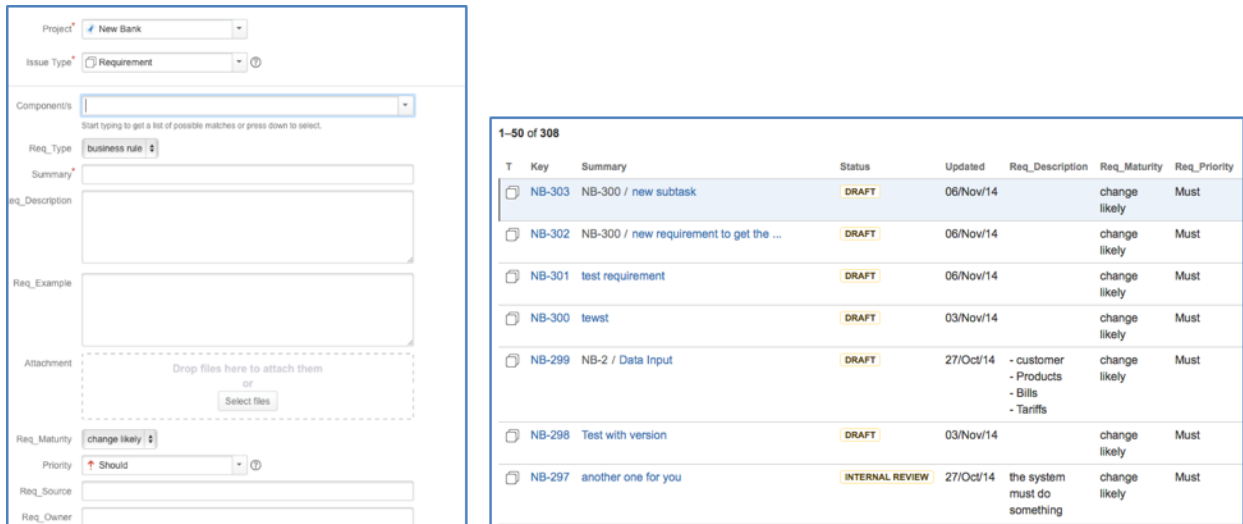 Project* New Bank
Issue Type* Requirement
Component/s
Start typing to get a list of possible matches or press down to select.
Req_Type business rule
Summary*
eq_Description
Req_Example
Attachment
Drop files here to attach them
or
Select files
Req_Maturity change likely
Priority Should
Req_Source
Req_Owner
1–50 of 308
T Key Summary Status Updated Req_Description Req_Maturity Req_Priority
NB-303 NB-300 / new subtask DRAFT 06/Nov/14 change Must
likely
NB-302 NB-300 / new requirement to get the ... DRAFT 06/Nov/14 change Must
likely
NB-301 test requirement DRAFT 06/Nov/14 change Must
likely
NB-300 tewst DRAFT 03/Nov/14 change Must
likely
NB-299 NB-2 / Data Input DRAFT 27/Oct/14 - customer change Must
- Products likely
- Bills
- Tariffs
NB-298 Test with version DRAFT 03/Nov/14 change Must
likely
NB-297 another one for you INTERNAL REVIEW 27/Oct/14 the system change Must
must do likely
something